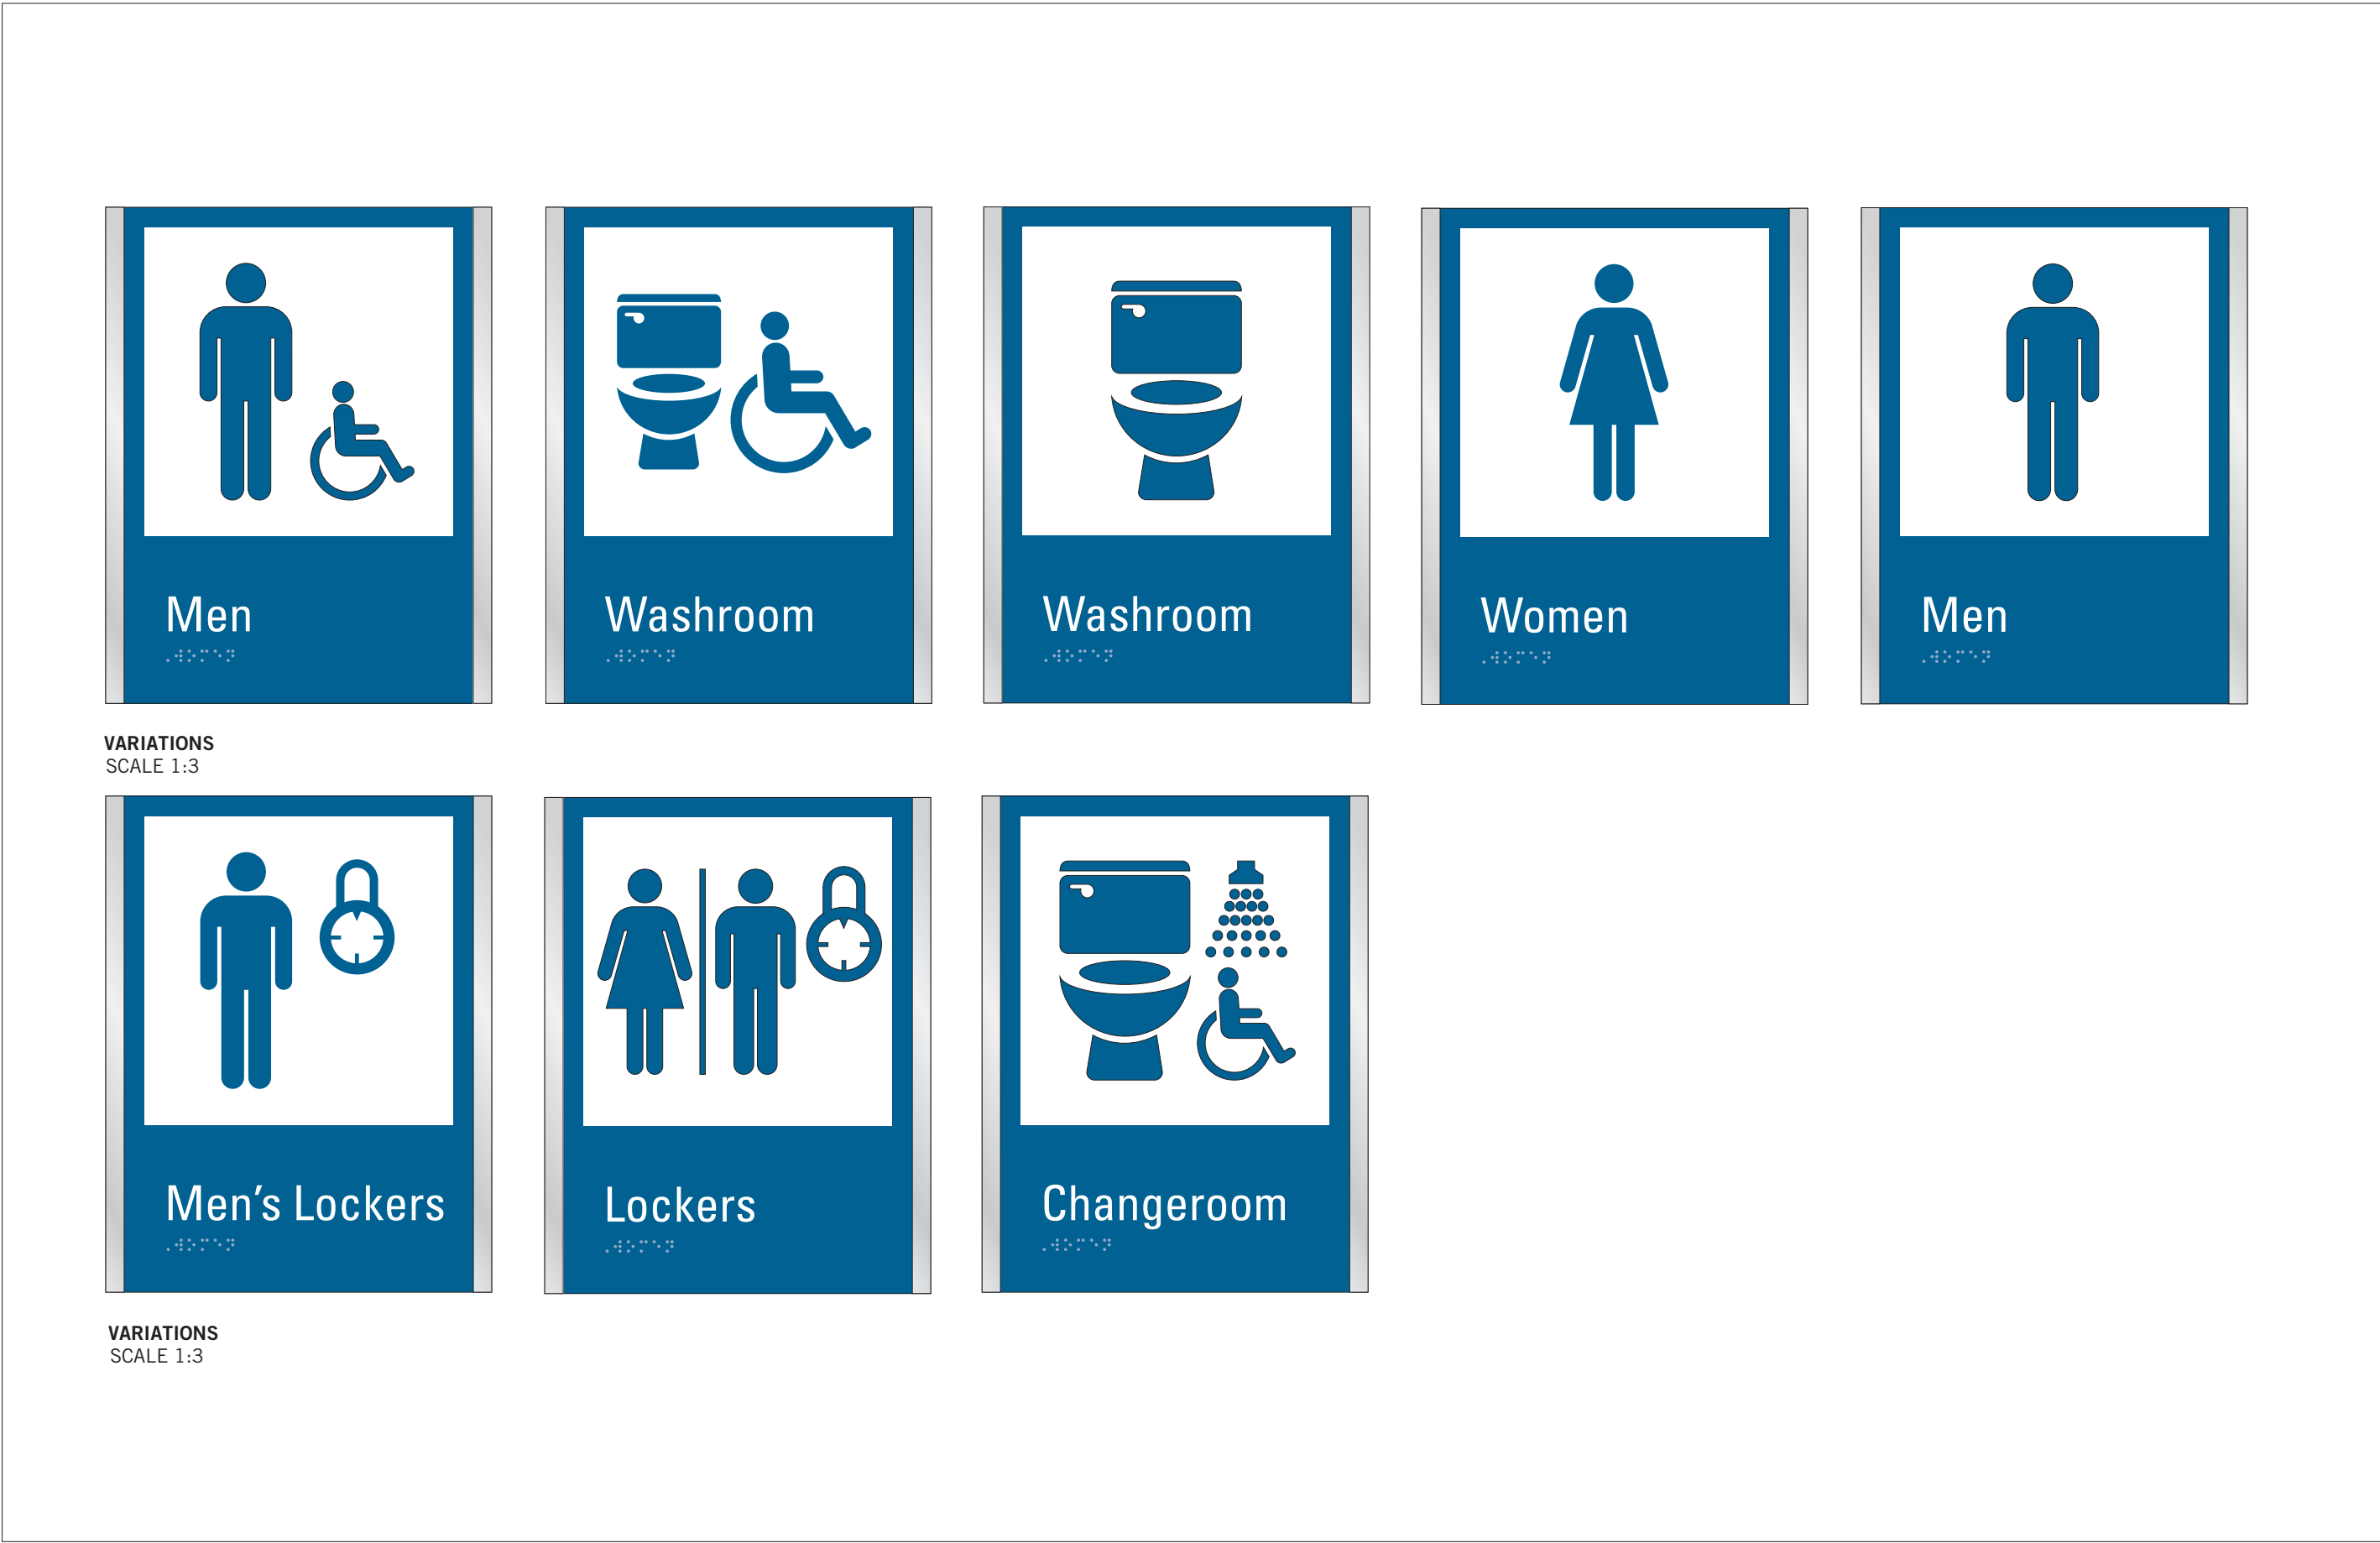 Men
⠠⠺⠕⠍⠑⠝
Washroom
⠠⠺⠕⠍⠑⠝
Washroom
⠠⠺⠕⠍⠑⠝
Women
⠠⠺⠕⠍⠑⠝
Men
⠠⠺⠕⠍⠑⠝
VARIATIONS
SCALE 1:3
Men's Lockers
⠠⠺⠕⠍⠑⠝
Lockers
⠠⠺⠕⠍⠑⠝
Changeroom
⠠⠺⠕⠍⠑⠝
VARIATIONS
SCALE 1:3